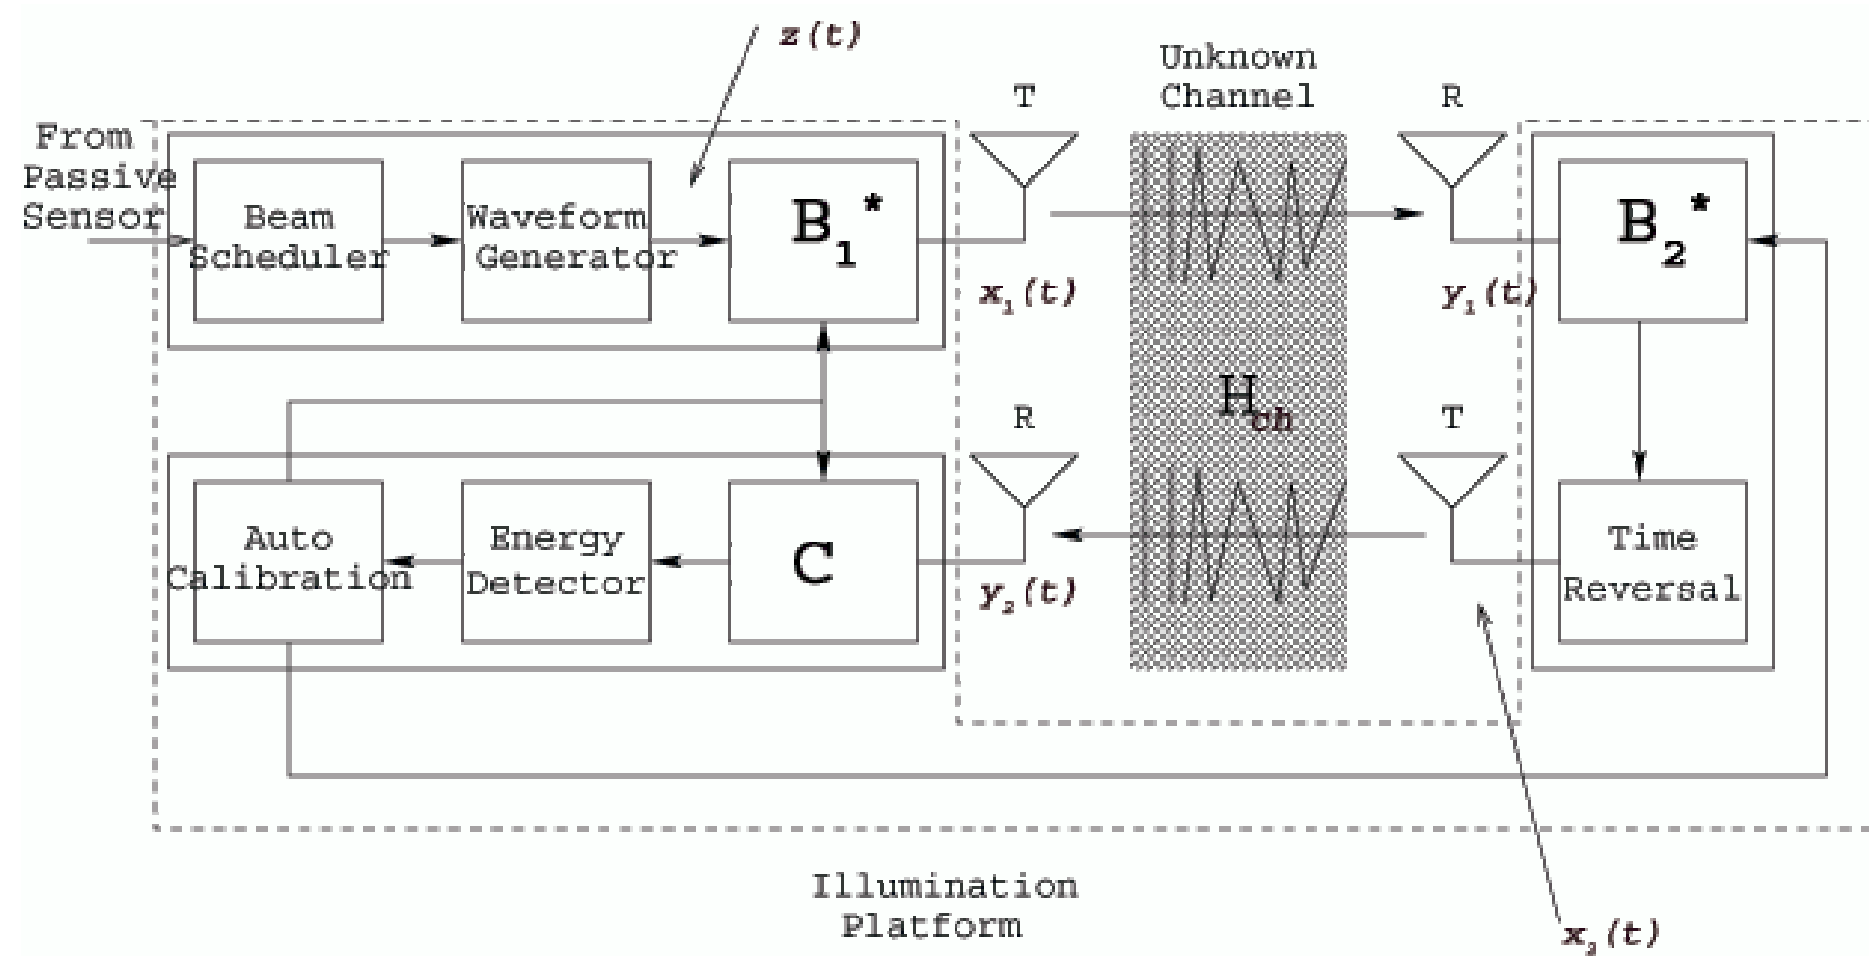 z(t)
Unknown
Channel
T
R
From
Passive
Sensor
Beam
Scheduler
Waveform
Generator
B₁*
B₂*
x₁(t)
y₁(t)
H_ch
R
T
Auto
Calibration
Energy
Detector
C
Time
Reversal
y₂(t)
Illumination
Platform
x₂(t)